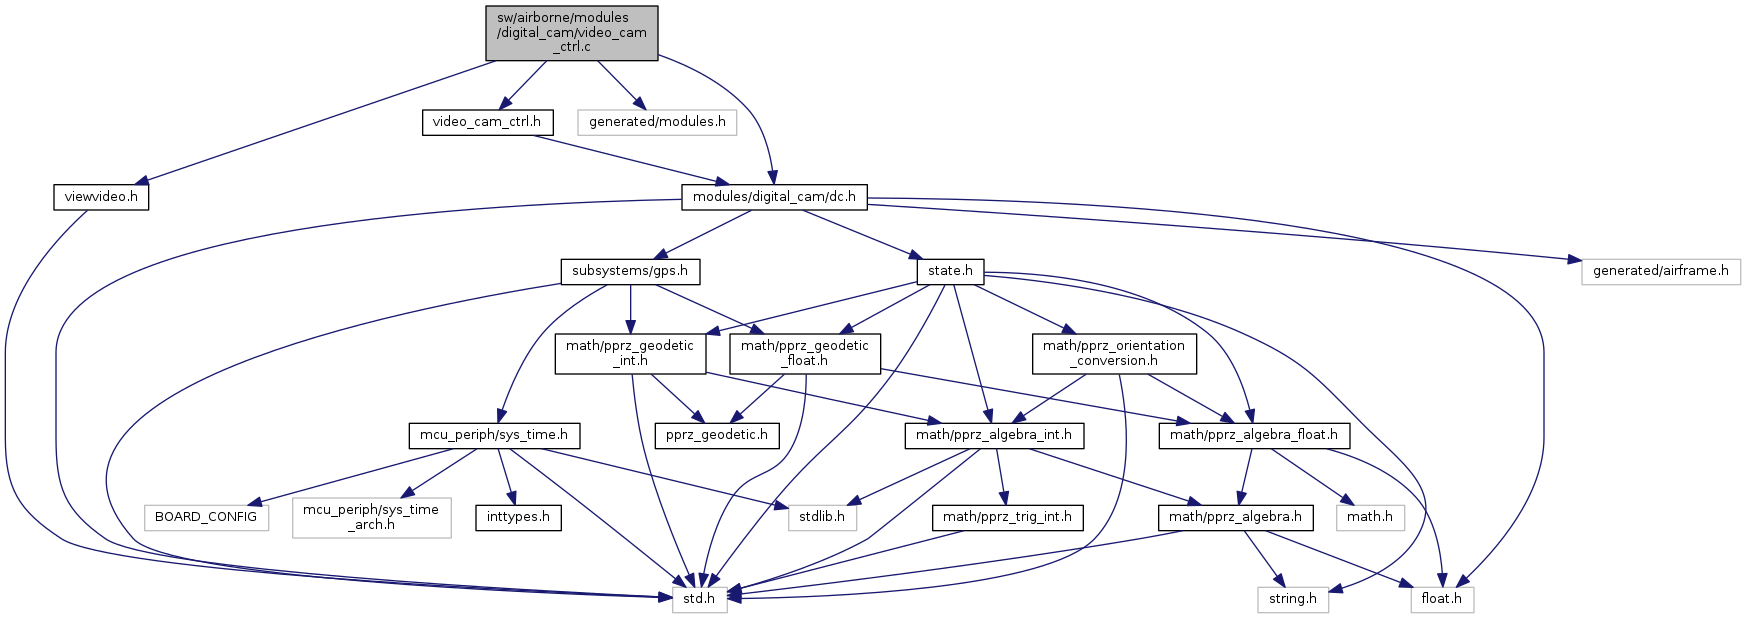 sw/airborne/modules
/digital_cam/video_cam
_ctrl.c
video_cam_ctrl.h
generated/modules.h
viewvideo.h
modules/digital_cam/dc.h
subsystems/gps.h
state.h
generated/airframe.h
math/pprz_geodetic
_int.h
math/pprz_geodetic
_float.h
math/pprz_orientation
_conversion.h
mcu_periph/sys_time.h
pprz_geodetic.h
math/pprz_algebra_int.h
math/pprz_algebra_float.h
BOARD_CONFIG
mcu_periph/sys_time
_arch.h
inttypes.h
stdlib.h
math/pprz_trig_int.h
math/pprz_algebra.h
math.h
std.h
string.h
float.h